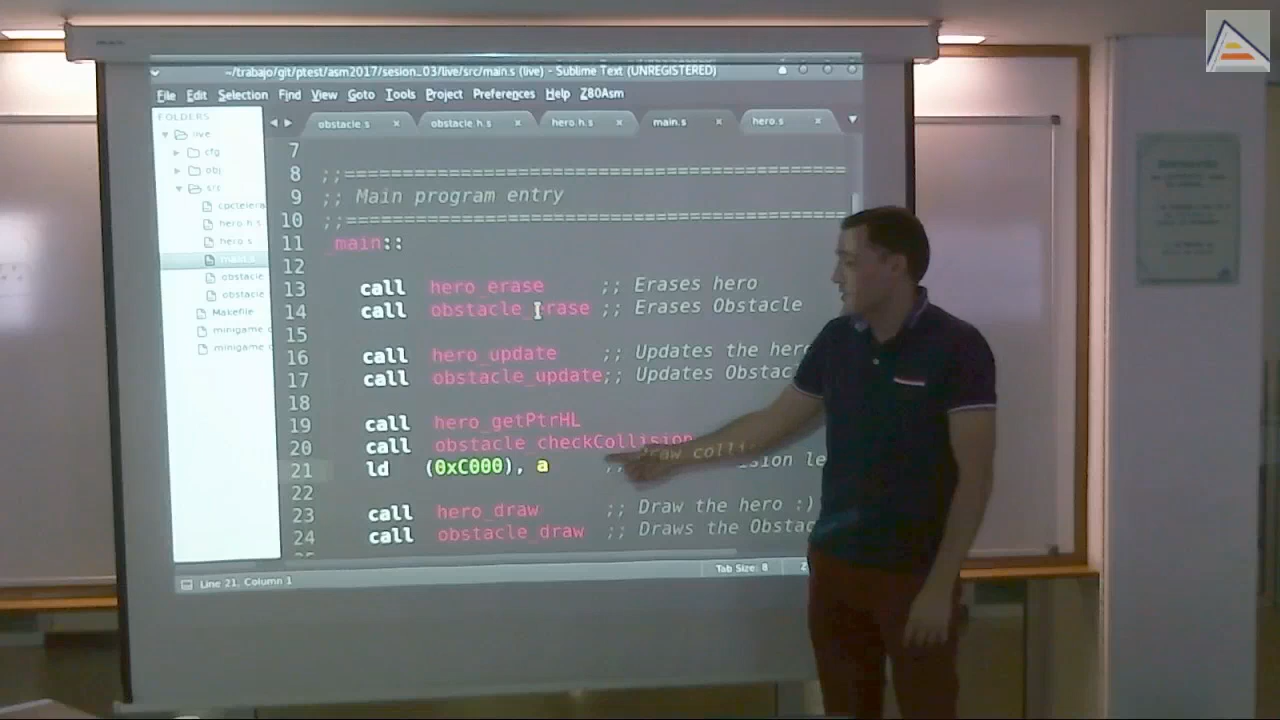 ~/trabajo/git/ptest/asm2017/sesion_03/live/src/main.s (live) - Sublime Text (UNREGISTERED)
File Edit Selection Find View Goto Tools Project Preferences Help Z80Asm
FOLDERS
live
cfg
obj
src
cpctelera
hero.h.s
hero.s
main.s
obstacle
obstacle
Makefile
minigame.c
minigame.c
obstacle.s × obstacle.h.s × hero.h.s × main.s × hero.s ×
7
8 ;;==============================================
9 ;; Main program entry
10 ;;==============================================
11 _main::
12
13 call hero_erase ;; Erases hero
14 call obstacle_erase ;; Erases Obstacle
15
16 call hero_update ;; Updates the hero
17 call obstacle_update;; Updates Obstac
18
19 call hero_getPtrHL
20 call obstacle_checkCollision
21 ld (0xC000), a ;;
22
23 call hero_draw ;; Draw the hero :)
24 call obstacle_draw ;; Draws the Obstac
Line 21, Column 1 Tab Size: 8 Z